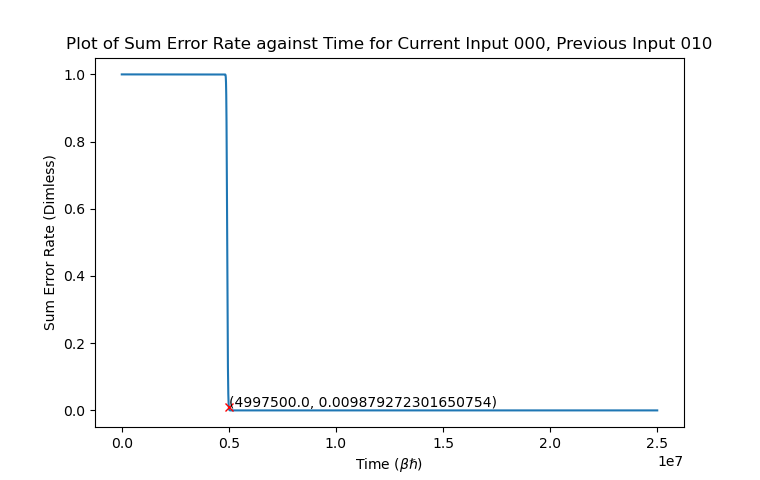 Plot of Sum Error Rate against Time for Current Input 000, Previous Input 010
1.0
0.8
0.6
0.4
0.2
0.0
Sum Error Rate (Dimless)
(4997500.0, 0.009879272301650754)
0.0 0.5 1.0 1.5 2.0 2.5
1e7
Time (βℏ)